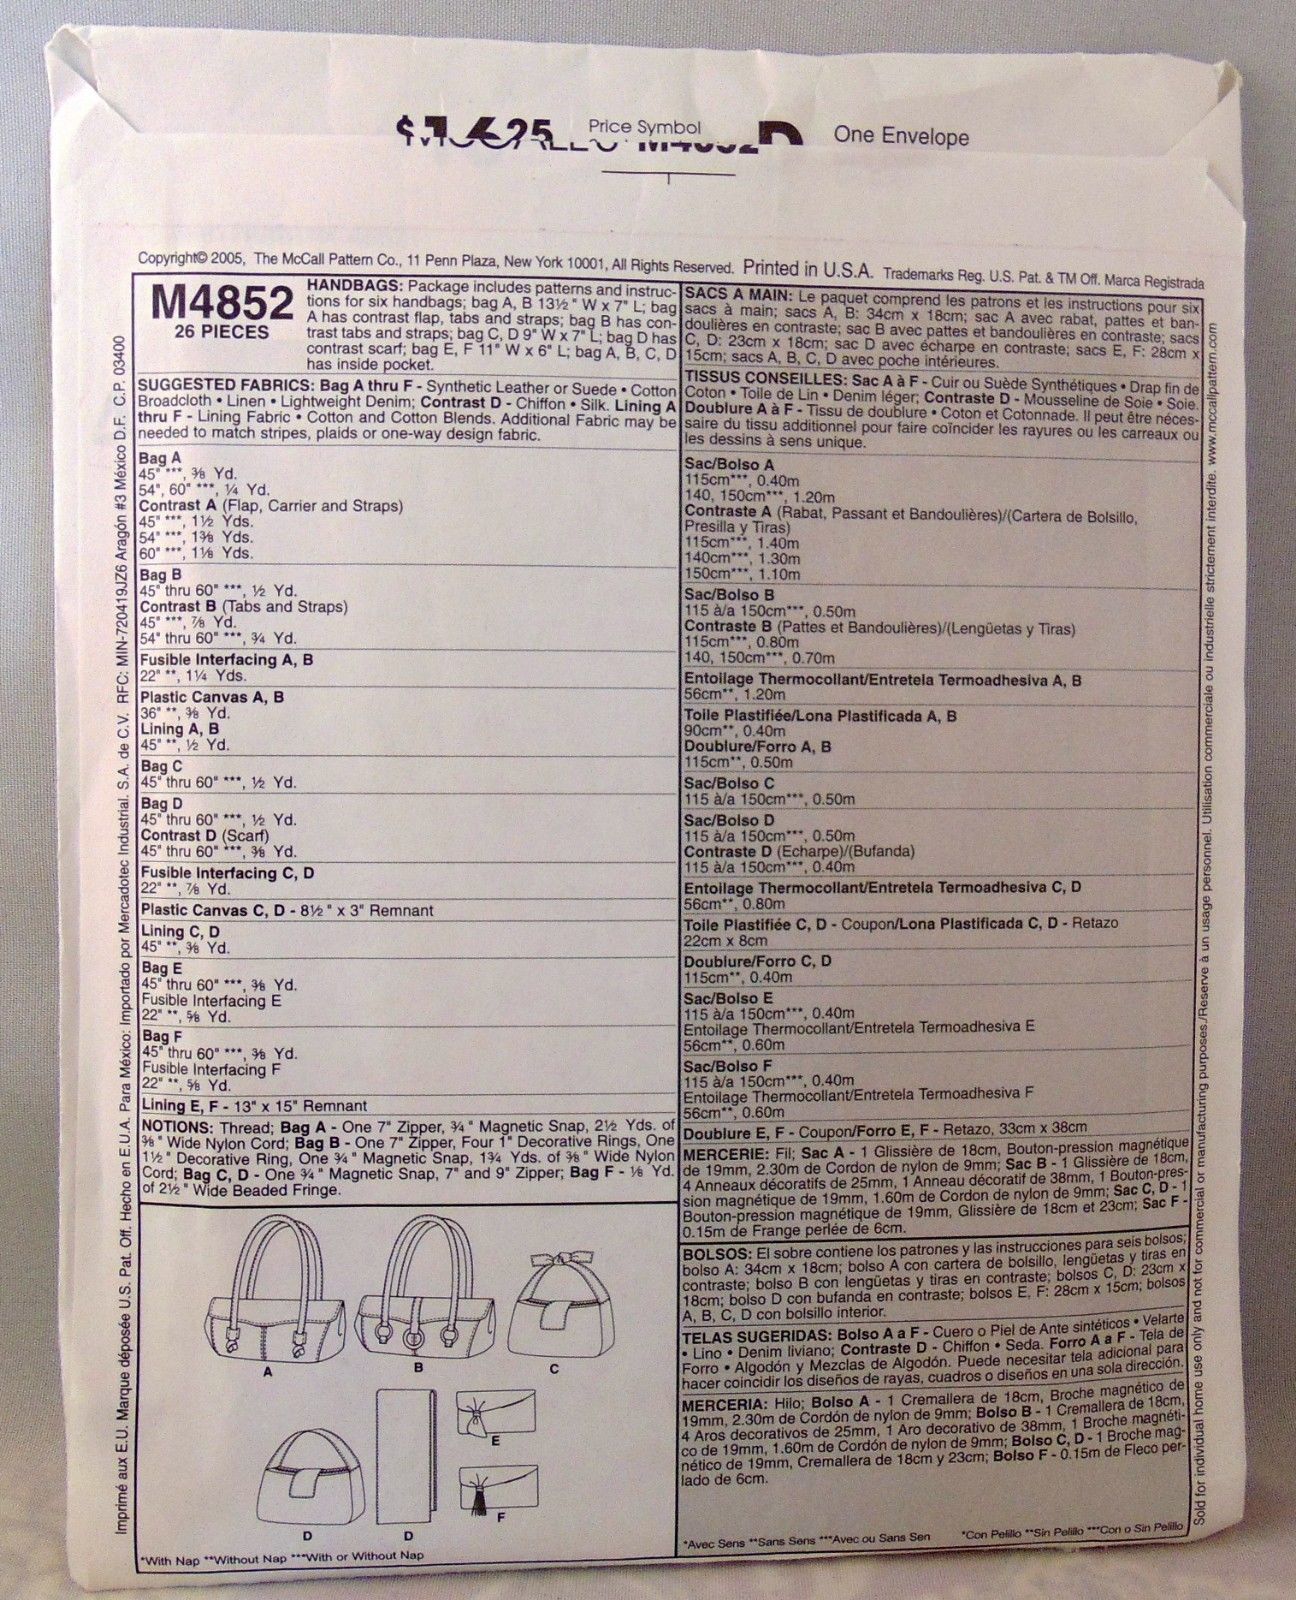 $16.25 Price Symbol D One Envelope
M4852
Copyright© 2005, The McCall Pattern Co., 11 Penn Plaza, New York 10001, All Rights Reserved. Printed in U.S.A. Trademarks Reg. U.S. Pat. & TM Off. Marca Registrada
M4852
26 PIECES
HANDBAGS: Package includes patterns and instruc-
tions for six handbags; bag A, B 13½" W x 7" L; bag
A has contrast flap, tabs and straps; bag B has con-
trast tabs and straps; bag C, D 9" W x 7" L; bag D has
contrast scarf; bag E, F 11" W x 6" L; bag A, B, C, D
has inside pocket.
SUGGESTED FABRICS: Bag A thru F - Synthetic Leather or Suede • Cotton
Broadcloth • Linen • Lightweight Denim; Contrast D - Chiffon • Silk. Lining A
thru F - Lining Fabric • Cotton and Cotton Blends. Additional Fabric may be
needed to match stripes, plaids or one-way design fabric.
Bag A
45" ***, ⅜ Yd.
54", 60" ***, ¼ Yd.
Contrast A (Flap, Carrier and Straps)
45" ***, 1½ Yds.
54" ***, 1⅜ Yds.
60" ***, 1⅛ Yds.
Bag B
45" thru 60" ***, ½ Yd.
Contrast B (Tabs and Straps)
45" ***, ⅞ Yd.
54" thru 60" ***, ¾ Yd.
Fusible Interfacing A, B
22" **, 1¼ Yds.
Plastic Canvas A, B
36" **, ⅜ Yd.
Lining A, B
45" **, ½ Yd.
Bag C
45" thru 60" ***, ½ Yd.
Bag D
45" thru 60" ***, ½ Yd.
Contrast D (Scarf)
45" thru 60" ***, ⅜ Yd.
Fusible Interfacing C, D
22" **, ⅞ Yd.
Plastic Canvas C, D - 8½" x 3" Remnant
Lining C, D
45" **, ⅜ Yd.
Bag E
45" thru 60" ***, ⅜ Yd.
Fusible Interfacing E
22" **, ⅝ Yd.
Bag F
45" thru 60" ***, ⅜ Yd.
Fusible Interfacing F
22" **, ⅝ Yd.
Lining E, F - 13" x 15" Remnant
NOTIONS: Thread; Bag A - One 7" Zipper, ¾" Magnetic Snap, 2½ Yds. of
⅜" Wide Nylon Cord; Bag B - One 7" Zipper, Four 1" Decorative Rings, One
1½" Decorative Ring, One ¾" Magnetic Snap, 1¾ Yds. of ⅜" Wide Nylon
Cord; Bag C, D - One ¾" Magnetic Snap, 7" and 9" Zipper; Bag F - ⅛ Yd.
of 2½" Wide Beaded Fringe.
A
B
C
D
D
E
F
*With Nap **Without Nap ***With or Without Nap
SACS A MAIN: Le paquet comprend les patrons et les instructions pour six
sacs à main; sacs A, B: 34cm x 18cm; sac A avec rabat, pattes et ban-
doulières en contraste; sac B avec pattes et bandoulières en contraste; sacs
C, D: 23cm x 18cm; sac D avec écharpe en contraste; sacs E, F: 28cm x
15cm; sacs A, B, C, D avec poche intérieures.
TISSUS CONSEILLES: Sac A à F - Cuir ou Suède Synthétiques • Drap fin de
Coton • Toile de Lin • Denim léger; Contraste D - Mousseline de Soie • Soie.
Doublure A à F - Tissu de doublure • Coton et Cotonnade. Il peut être néces-
saire du tissu additionnel pour faire coïncider les rayures ou les carreaux ou
les dessins à sens unique.
Sac/Bolso A
115cm***, 0.40m
140, 150cm***, 1.20m
Contraste A (Rabat, Passant et Bandoulières)/(Cartera de Bolsillo,
Presilla y Tiras)
115cm***, 1.40m
140cm***, 1.30m
150cm***, 1.10m
Sac/Bolso B
115 à/a 150cm***, 0.50m
Contraste B (Pattes et Bandoulières)/(Lengüetas y Tiras)
115cm***, 0.80m
140, 150cm***, 0.70m
Entoilage Thermocollant/Entretela Termoadhesiva A, B
56cm**, 1.20m
Toile Plastifiée/Lona Plastificada A, B
90cm**, 0.40m
Doublure/Forro A, B
115cm**, 0.50m
Sac/Bolso C
115 à/a 150cm***, 0.50m
Sac/Bolso D
115 à/a 150cm***, 0.50m
Contraste D (Echarpe)/(Bufanda)
115 à/a 150cm***, 0.40m
Entoilage Thermocollant/Entretela Termoadhesiva C, D
56cm**, 0.80m
Toile Plastifiée C, D - Coupon/Lona Plastificada C, D - Retazo
22cm x 8cm
Doublure/Forro C, D
115cm**, 0.40m
Sac/Bolso E
115 à/a 150cm***, 0.40m
Entoilage Thermocollant/Entretela Termoadhesiva E
56cm**, 0.60m
Sac/Bolso F
115 à/a 150cm***, 0.40m
Entoilage Thermocollant/Entretela Termoadhesiva F
56cm**, 0.60m
Doublure E, F - Coupon/Forro E, F - Retazo, 33cm x 38cm
MERCERIE: Fil; Sac A - 1 Glissière de 18cm, Bouton-pression magnétique
de 19mm, 2.30m de Cordon de nylon de 9mm; Sac B - 1 Glissière de 18cm,
4 Anneaux décoratifs de 25mm, 1 Anneau décoratif de 38mm, 1 Bouton-pres-
sion magnétique de 19mm, 1.60m de Cordon de nylon de 9mm; Sac C, D - 1
Bouton-pression magnétique de 19mm, Glissière de 18cm et 23cm; Sac F -
0.15m de Frange perlée de 6cm.
BOLSOS: El sobre contiene los patrones y las instrucciones para seis bolsos;
bolso A: 34cm x 18cm; bolso A con cartera de bolsillo, lengüetas y tiras en
contraste; bolso B con lengüetas y tiras en contraste; bolsos C, D: 23cm x
18cm; bolso D con bufanda en contraste; bolsos E, F: 28cm x 15cm; bolsos
A, B, C, D con bolsillo interior.
TELAS SUGERIDAS: Bolso A a F - Cuero o Piel de Ante sintéticos • Velarte
• Lino • Denim liviano; Contraste D - Chiffon • Seda. Forro A a F - Tela de
Forro • Algodón y Mezclas de Algodón. Puede necesitar tela adicional para
hacer coincidir los diseños de rayas, cuadros o diseños en una sola dirección.
MERCERIA: Hilo; Bolso A - 1 Cremallera de 18cm, Broche magnético de
19mm, 2.30m de Cordón de nylon de 9mm; Bolso B - 1 Cremallera de 18cm,
4 Aros decorativos de 25mm, 1 Aro decorativo de 38mm, 1 Broche magnéti-
co de 19mm, 1.60m de Cordón de nylon de 9mm; Bolso C, D - 1 Broche mag-
nético de 19mm, Cremallera de 18cm y 23cm; Bolso F - 0.15m de Fleco per-
lado de 6cm.
*Avec Sens **Sans Sens ***Avec ou Sans Sen *Con Pelillo **Sin Pelillo ***Con o Sin Pelillo
Imprimé aux E.U. Marque déposée U.S. Pat. Off. Hecho en E.U.A. Para México: Importado por Mercadotec Industrial. S.A. de C.V. RFC: MIN-720419JZ6 Aragón #3 México D.F. C.P. 03400
Sold for individual home use only and not for commercial or manufacturing purposes./Reserve à un usage personnel. Utilisation commerciale ou industrielle strictement interdite. www.mccallpattern.com